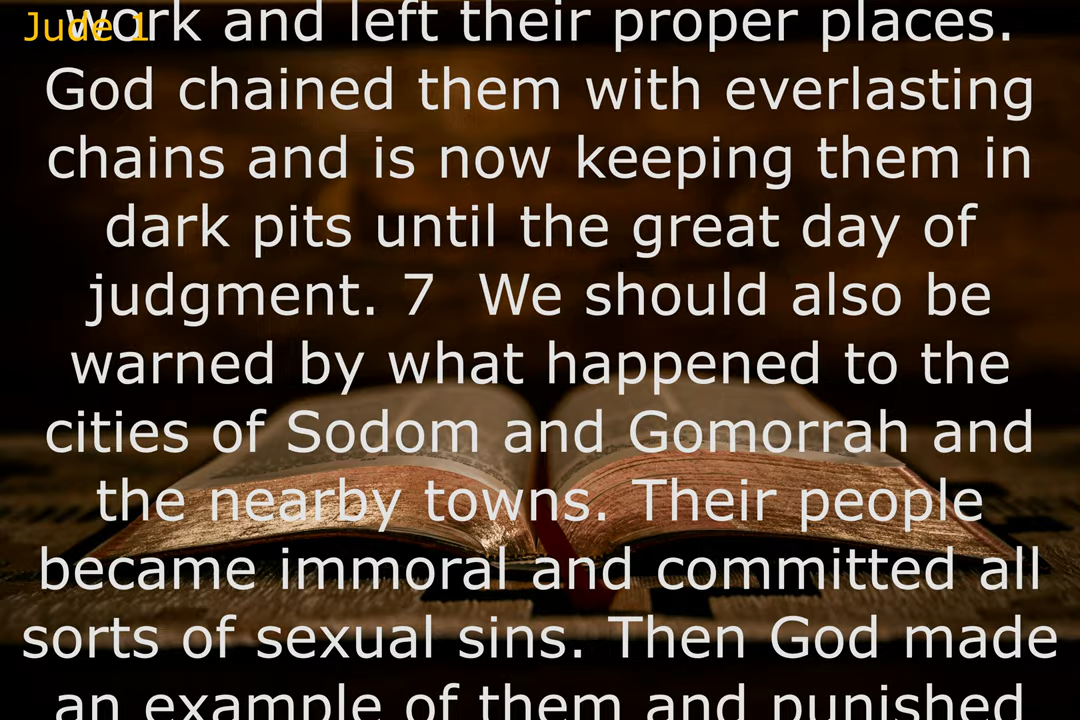 Jude 1
work and left their proper places.
God chained them with everlasting
chains and is now keeping them in
dark pits until the great day of
judgment. 7 We should also be
warned by what happened to the
cities of Sodom and Gomorrah and
the nearby towns. Their people
became immoral and committed all
sorts of sexual sins. Then God made
an example of them and punished